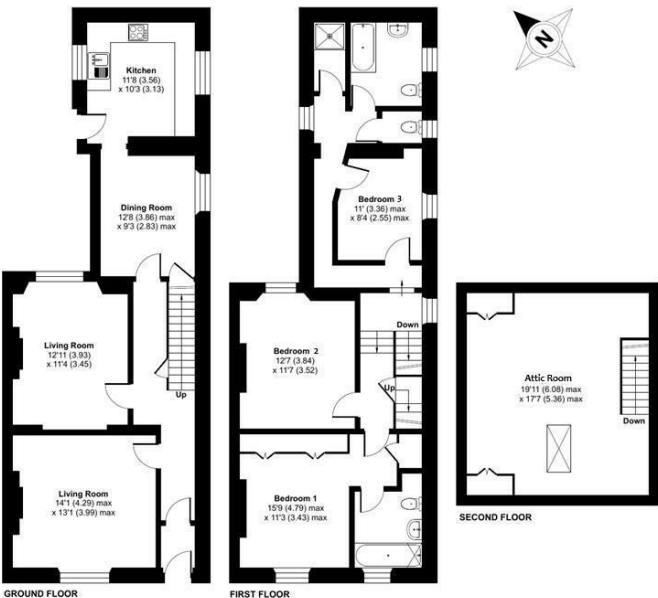 Kitchen
11'8 (3.56)
x 10'3 (3.13)
Dining Room
12'8 (3.86) max
x 9'3 (2.83) max
Living Room
12'11 (3.93)
x 11'4 (3.45)
Up
Living Room
14'1 (4.29) max
x 13'1 (3.99) max
GROUND FLOOR
N
Bedroom 3
11' (3.36) max
x 8'4 (2.55) max
Down
Bedroom 2
12'7 (3.84)
x 11'7 (3.52)
Up
Bedroom 1
15'9 (4.79) max
x 11'3 (3.43) max
FIRST FLOOR
Attic Room
19'11 (6.08) max
x 17'7 (5.36) max
Down
SECOND FLOOR